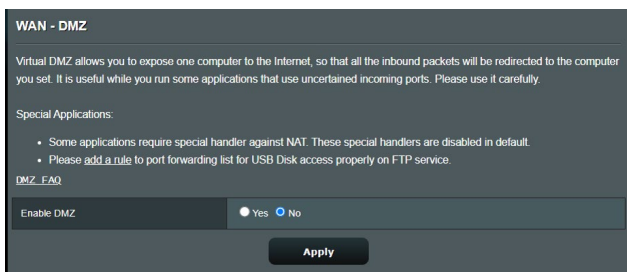 WAN - DMZ
Virtual DMZ allows you to expose one computer to the Internet, so that all the inbound packets will be redirected to the computer
you set. It is useful while you run some applications that use uncertained incoming ports. Please use it carefully.
Special Applications:
Some applications require special handler against NAT. These special handlers are disabled in default.
Please add a rule to port forwarding list for USB Disk access properly on FTP service.
DMZ FAQ
Enable DMZ Yes No
Apply